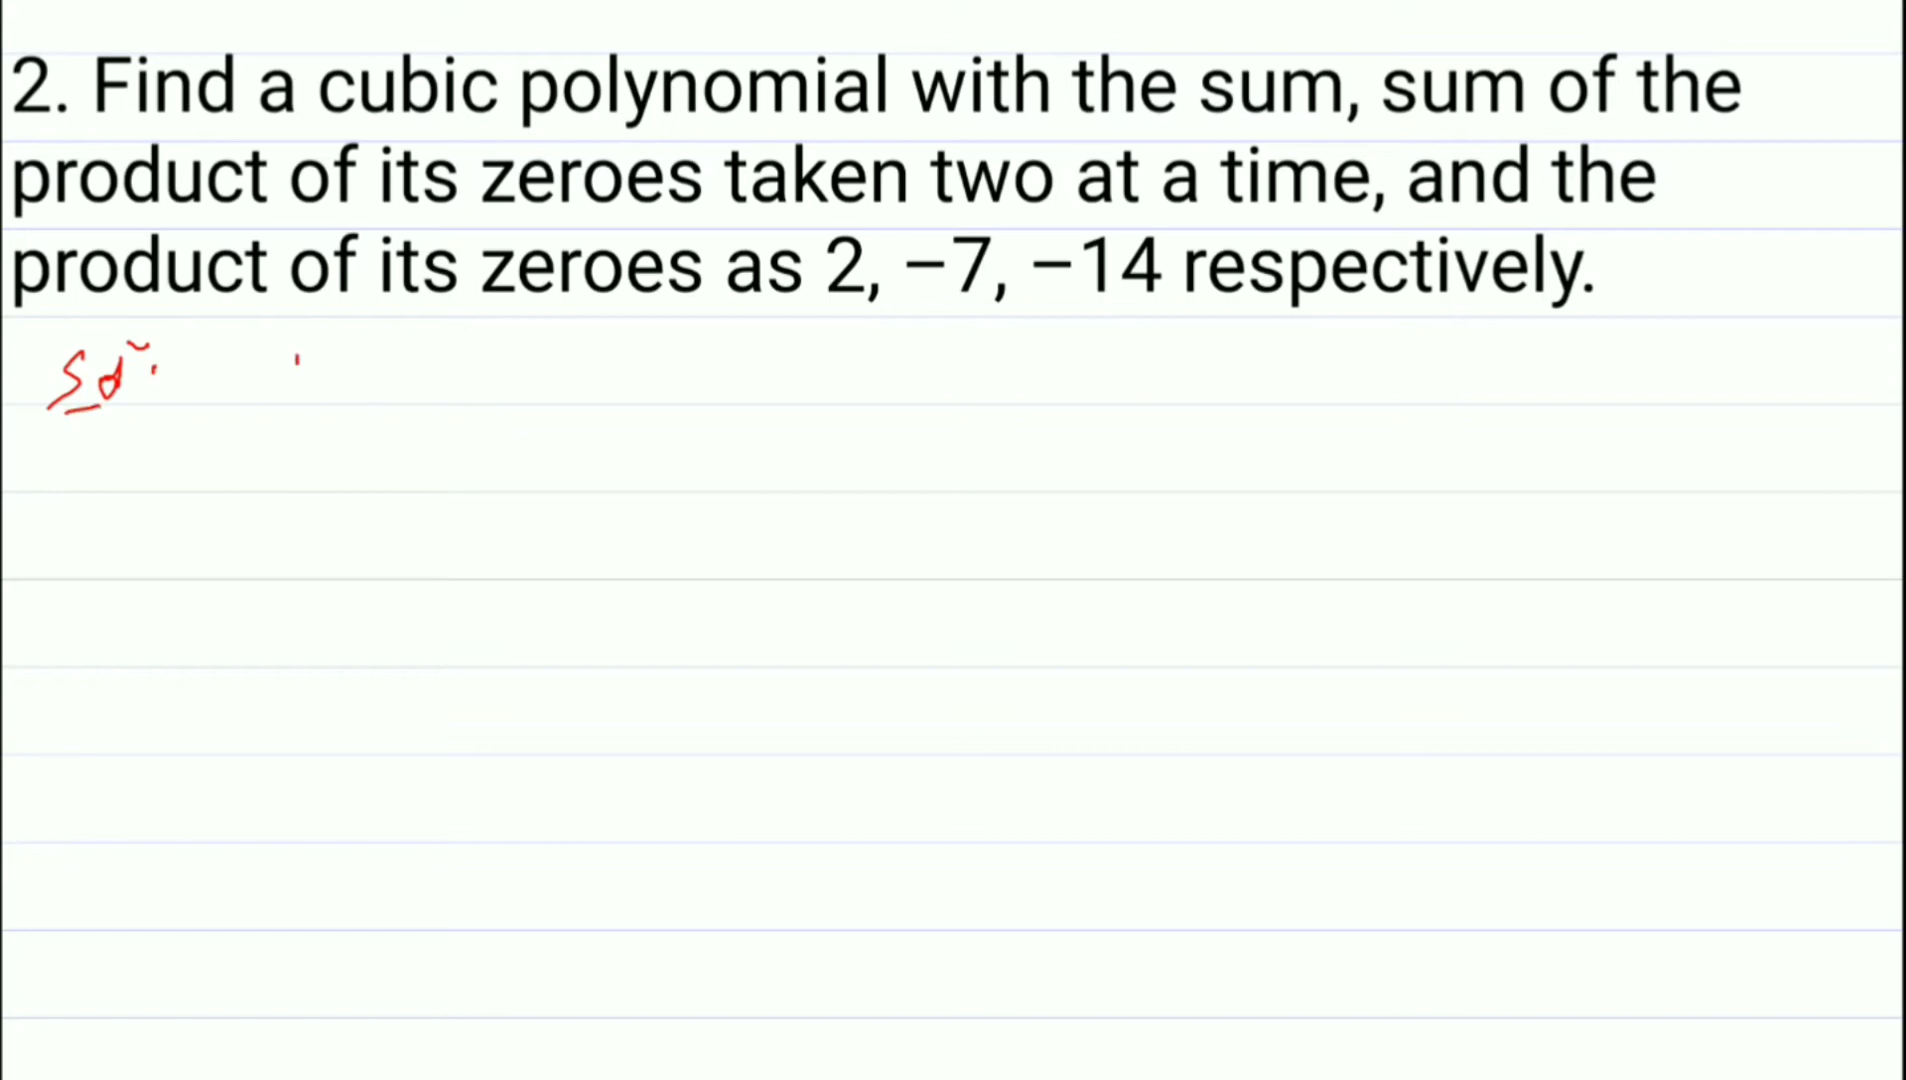 2. Find a cubic polynomial with the sum, sum of the
product of its zeroes taken two at a time, and the
product of its zeroes as 2, –7, –14 respectively.
Solⁿ: